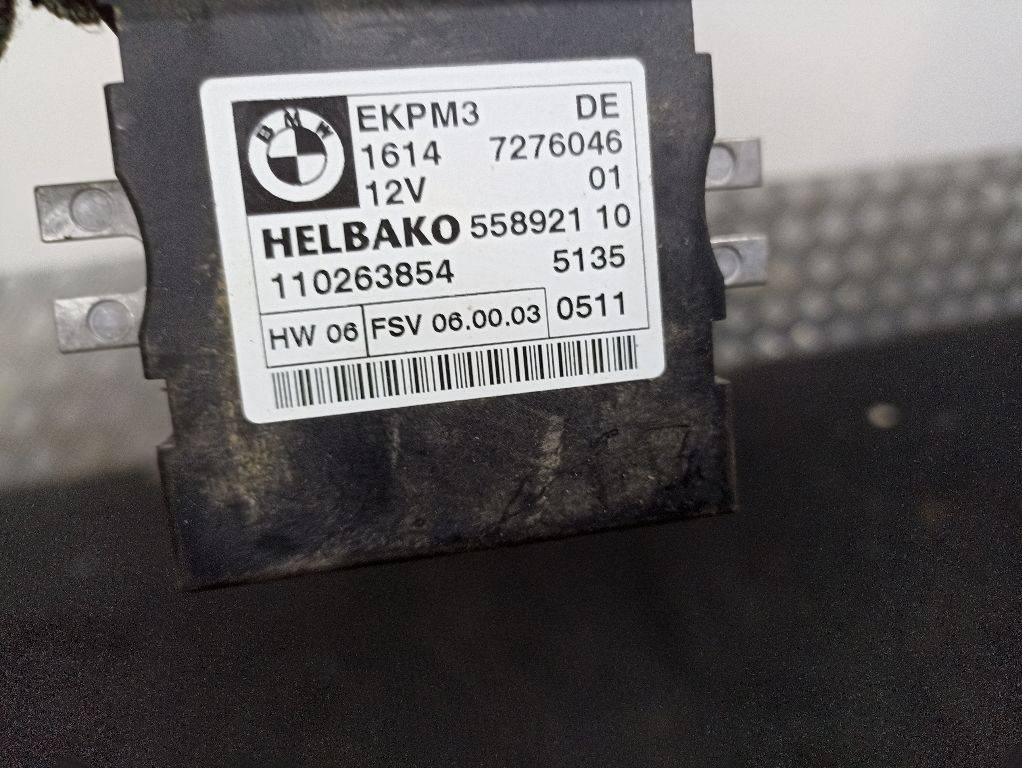 BMW
EKPM3 DE
1614 7276046
12V 01
HELBAKO 558921 10
110263854 5135
HW 06 FSV 06.00.03 0511